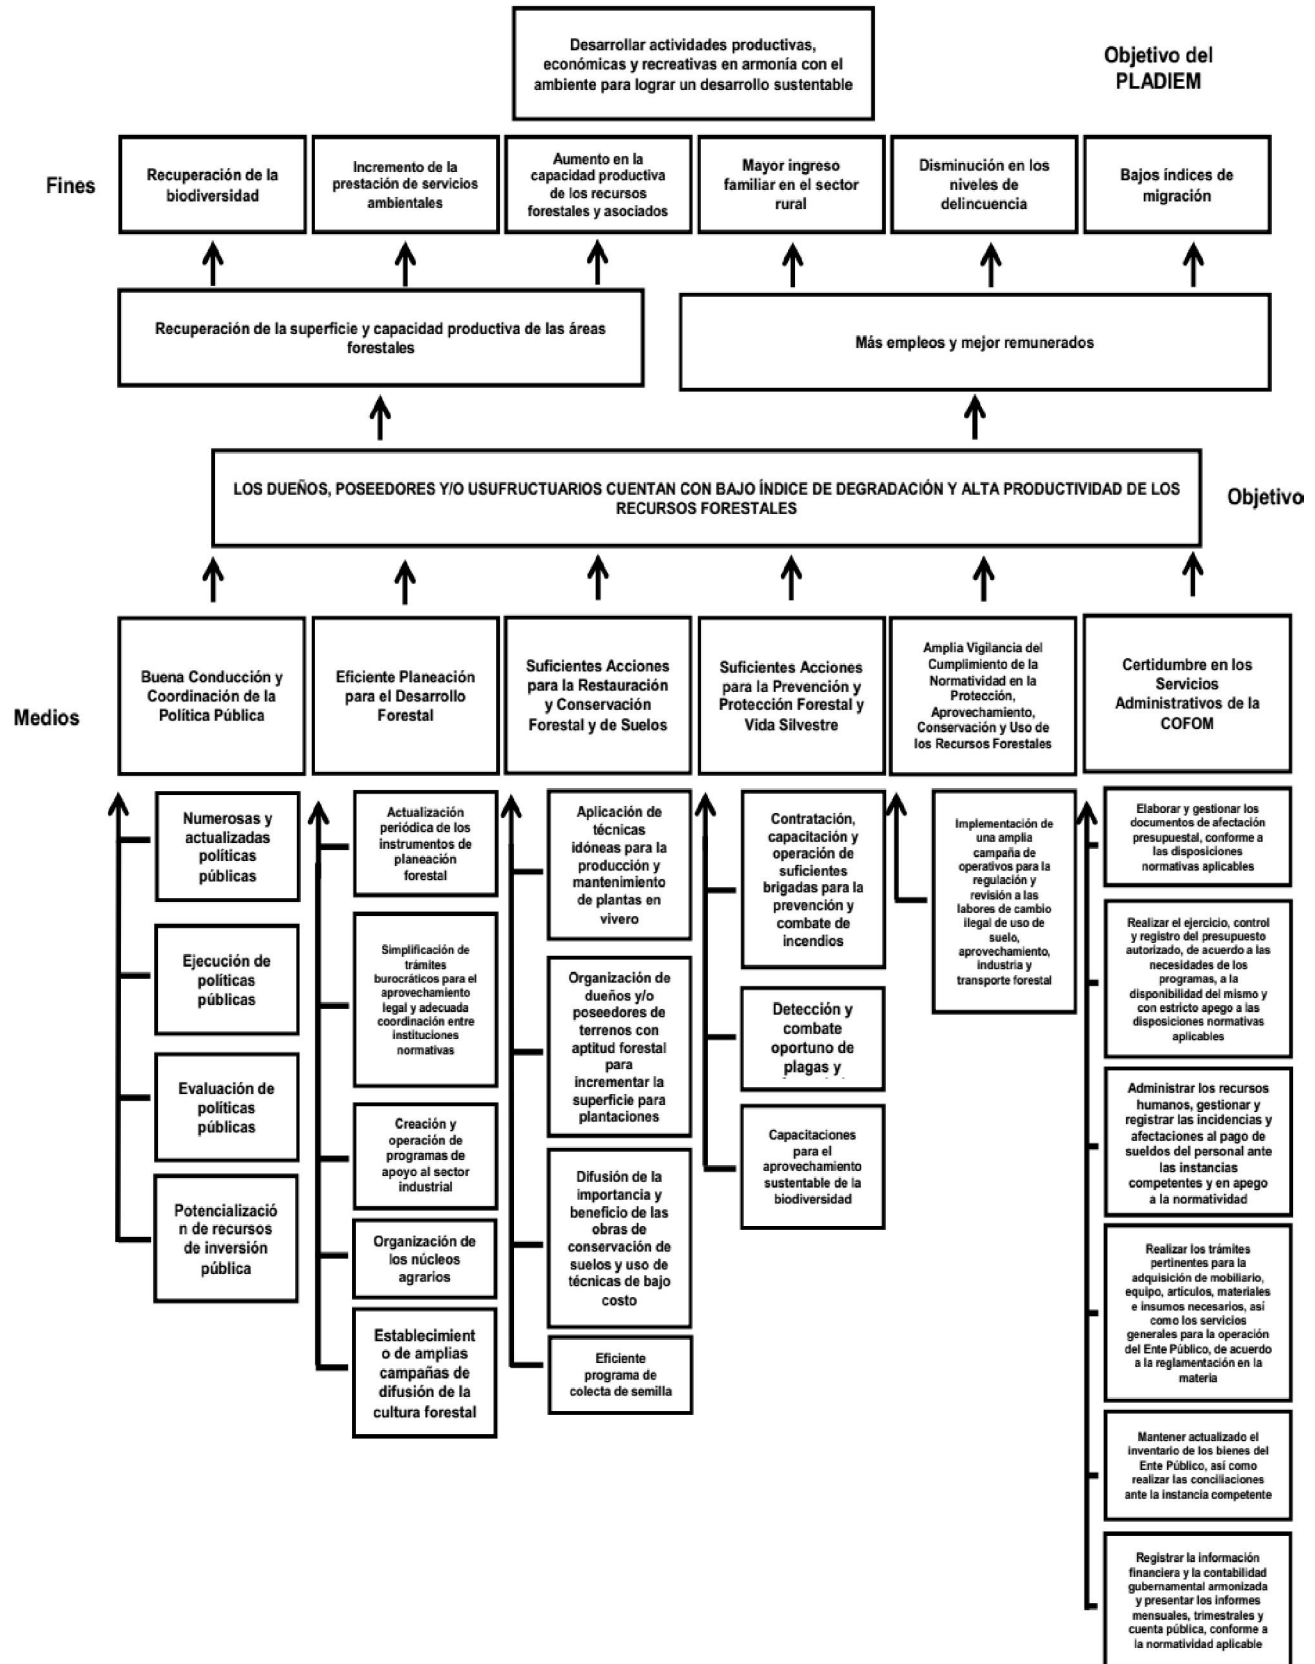 Desarrollar actividades productivas,
económicas y recreativas en armonía con el
ambiente para lograr un desarrollo sustentable
Objetivo del
PLADIEM
Fines
Recuperación de la
biodiversidad
Incremento de la
prestación de servicios
ambientales
Aumento en la
capacidad productiva
de los recursos
forestales y asociados
Mayor ingreso
familiar en el sector
rural
Disminución en los
niveles de
delincuencia
Bajos índices de
migración
Recuperación de la superficie y capacidad productiva de las áreas
forestales
Más empleos y mejor remunerados
LOS DUEÑOS, POSEEDORES Y/O USUFRUCTUARIOS CUENTAN CON BAJO ÍNDICE DE DEGRADACIÓN Y ALTA PRODUCTIVIDAD DE LOS
RECURSOS FORESTALES
Objetivo
Medios
Buena Conducción y
Coordinación de la
Política Pública
Eficiente Planeación
para el Desarrollo
Forestal
Suficientes Acciones
para la Restauración
y Conservación
Forestal y de Suelos
Suficientes Acciones
para la Prevención y
Protección Forestal y
Vida Silvestre
Amplia Vigilancia del
Cumplimiento de la
Normatividad en la
Protección,
Aprovechamiento,
Conservación y Uso de
los Recursos Forestales
Certidumbre en los
Servicios
Administrativos de la
COFOM
Numerosas y
actualizadas
políticas
públicas
Ejecución de
políticas
públicas
Evaluación de
políticas
públicas
Potencializació
n de recursos
de inversión
pública
Actualización
periódica de los
instrumentos de
planeación
forestal
Simplificación de
trámites
burocráticos para el
aprovechamiento
legal y adecuada
coordinación entre
instituciones
normativas
Creación y
operación de
programas de
apoyo al sector
industrial
Organización de
los núcleos
agrarios
Establecimient
o de amplias
campañas de
difusión de la
cultura forestal
Aplicación de
técnicas
idóneas para la
producción y
mantenimiento
de plantas en
vivero
Organización de
dueños y/o
poseedores de
terrenos con
aptitud forestal
para
incrementar la
superficie para
plantaciones
Difusión de la
importancia y
beneficio de las
obras de
conservación de
suelos y uso de
técnicas de bajo
costo
Eficiente
programa de
colecta de semilla
Contratación,
capacitación y
operación de
suficientes
brigadas para la
prevención y
combate de
incendios
Detección y
combate
oportuno de
plagas y
Capacitaciones
para el
aprovechamiento
sustentable de la
biodiversidad
Implementación de
una amplia
campaña de
operativos para la
regulación y
revisión a las
labores de cambio
ilegal de uso de
suelo,
aprovechamiento,
industria y
transporte forestal
Elaborar y gestionar los
documentos de afectación
presupuestal, conforme a
las disposiciones
normativas aplicables
Realizar el ejercicio, control
y registro del presupuesto
autorizado, de acuerdo a las
necesidades de los
programas, a la
disponibilidad del mismo y
con estricto apego a las
disposiciones normativas
aplicables
Administrar los recursos
humanos, gestionar y
registrar las incidencias y
afectaciones al pago de
sueldos del personal ante
las instancias
competentes y en apego
a la normatividad
Realizar los trámites
pertinentes para la
adquisición de mobiliario,
equipo, artículos, materiales
e insumos necesarios, así
como los servicios
generales para la operación
del Ente Público, de acuerdo
a la reglamentación en la
materia
Mantener actualizado el
inventario de los bienes del
Ente Público, así como
realizar las conciliaciones
ante la instancia competente
Registrar la información
financiera y la contabilidad
gubernamental armonizada
y presentar los informes
mensuales, trimestrales y
cuenta pública, conforme a
la normatividad aplicable